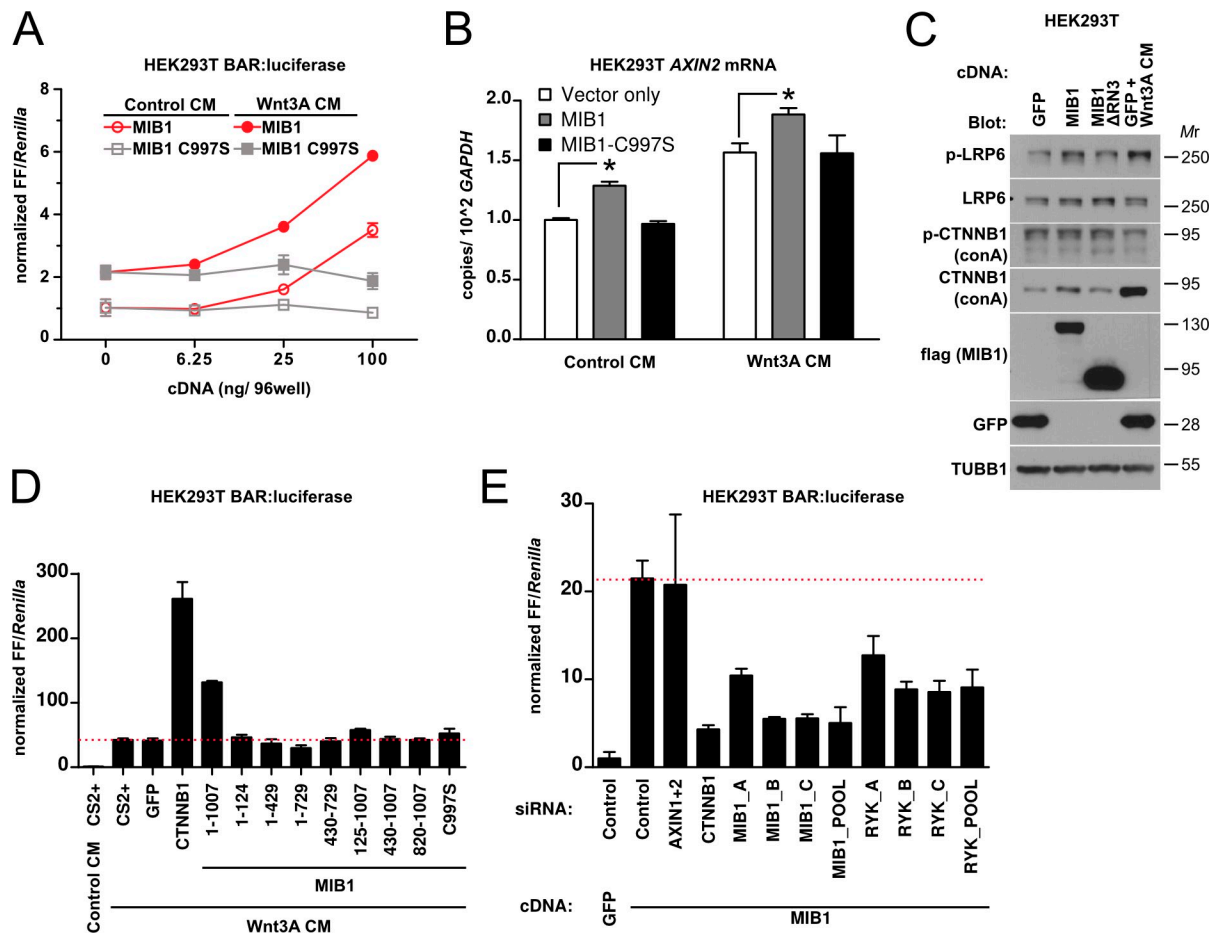 A
HEK293T BAR:luciferase
normalized FF/Renilla
8
6
4
2
0
Control CM Wnt3A CM
MIB1 MIB1
MIB1 C997S MIB1 C997S
0 6.25 25 100
cDNA (ng/ 96well)
B
HEK293T AXIN2 mRNA
copies/ 10^2 GAPDH
2.0
1.5
1.0
0.5
0.0
Vector only
MIB1
MIB1-C997S
*
*
Control CM Wnt3A CM
C
HEK293T
cDNA:
Blot:
GFP
MIB1
MIB1 ΔRN3
GFP + Wnt3A CM
Mr
p-LRP6
250
LRP6
250
p-CTNNB1 (conA)
95
CTNNB1 (conA)
95
flag (MIB1)
130
95
GFP
28
TUBB1
55
D
HEK293T BAR:luciferase
normalized FF/Renilla
300
200
100
0
CS2+
CS2+
GFP
CTNNB1
1-1007
1-124
1-429
1-729
430-729
125-1007
430-1007
820-1007
C997S
Control CM
MIB1
Wnt3A CM
E
HEK293T BAR:luciferase
normalized FF/Renilla
30
20
10
0
siRNA:
Control
Control
AXIN1+2
CTNNB1
MIB1_A
MIB1_B
MIB1_C
MIB1_POOL
RYK_A
RYK_B
RYK_C
RYK_POOL
cDNA:
GFP
MIB1